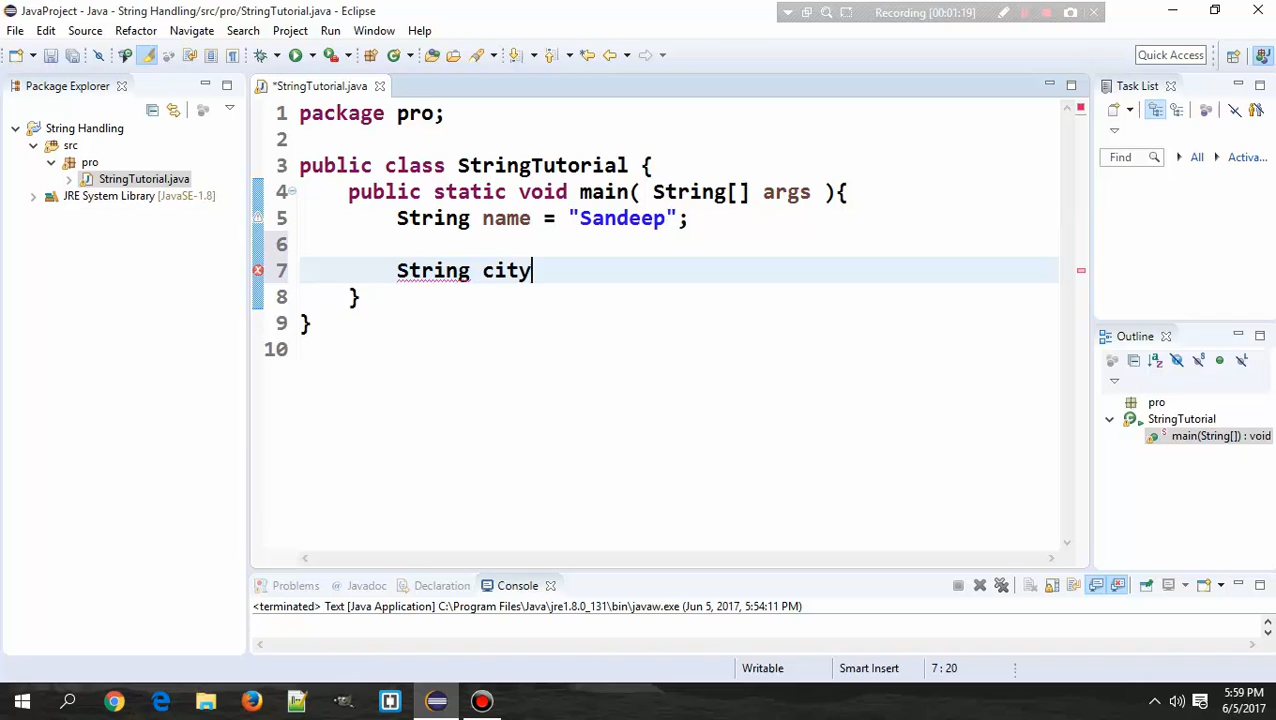 JavaProject - Java - String Handling/src/pro/StringTutorial.java - Eclipse
Recording [00:01:19]
File Edit Source Refactor Navigate Search Project Run Window Help
Quick Access
Package Explorer
String Handling
src
pro
StringTutorial.java
JRE System Library [JavaSE-1.8]
*StringTutorial.java
1 package pro;
2
3 public class StringTutorial {
4 public static void main( String[] args ){
5 String name = "Sandeep";
6
7 String city
8 }
9 }
10
Task List
Find All Activa...
Outline
pro
StringTutorial
main(String[]) : void
Problems @ Javadoc Declaration Console
<terminated> Text [Java Application] C:\Program Files\Java\jre1.8.0_131\bin\javaw.exe (Jun 5, 2017, 5:54:11 PM)
Writable Smart Insert 7 : 20
5:59 PM
6/5/2017